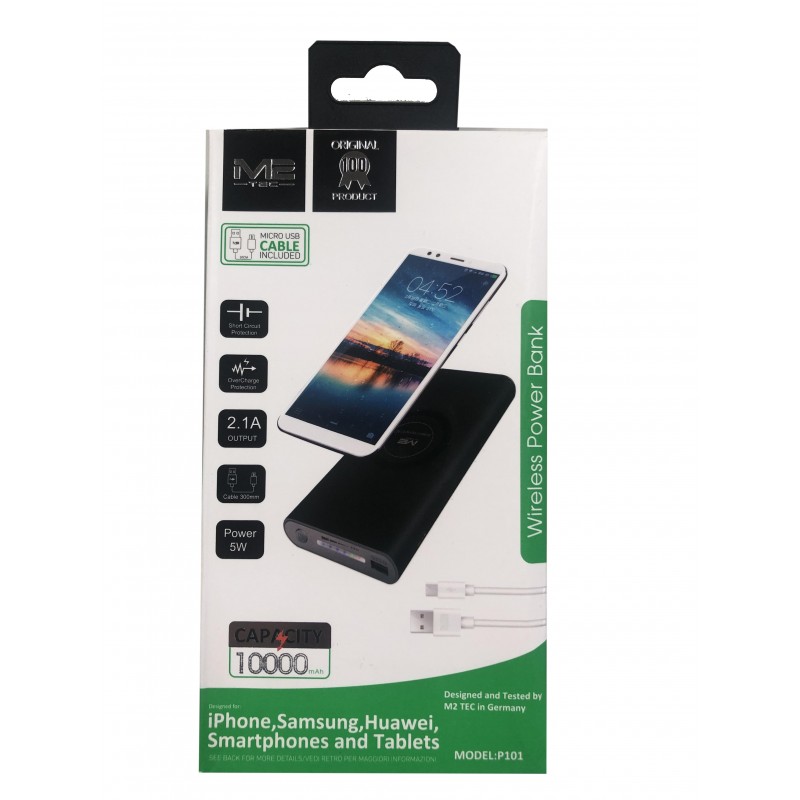 M2
TEC
ORIGINAL
100
PRODUCT
MICRO USB
CABLE
INCLUDED
04:52
Short Circuit
Protection
OverCharge
Protection
2.1A
OUTPUT
Cable 300mm
Power
5W
M2
Wireless Power Bank
CAPACITY
10000mAh
Designed and Tested by
M2 TEC in Germany
Designed for:
iPhone,Samsung,Huawei,
Smartphones and Tablets
SEE BACK FOR MORE DETAILS/VEDI RETRO PER MAGGIORI INFORMAZIONI
MODEL:P101